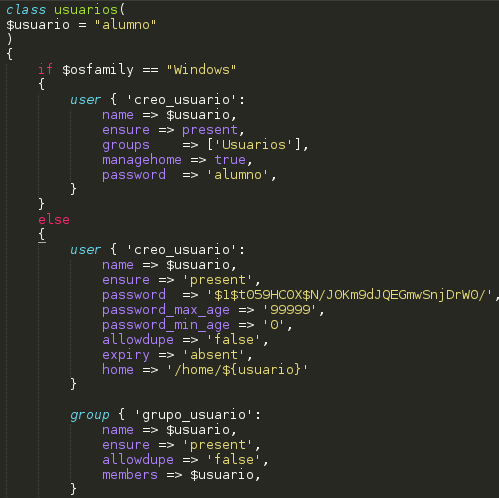 class usuarios(
$usuario = "alumno"
)
{
    if $osfamily == "Windows"
    {
        user { 'creo_usuario':
            name => $usuario,
            ensure => present,
            groups    => ['Usuarios'],
            managehome => true,
            password  => 'alumno',
        }
    }
    else
    {
        user { 'creo_usuario':
            name => $usuario,
            ensure => 'present',
            password  => '$1$tO59HCOX$N/JOKm9dJQEGmwSnjDrWO/',
            password_max_age => '99999',
            password_min_age => '0',
            allowdupe => 'false',
            expiry => 'absent',
            home => '/home/${usuario}'
        }

        group { 'grupo_usuario':
            name => $usuario,
            ensure => 'present',
            allowdupe => 'false',
            members => $usuario,
        }